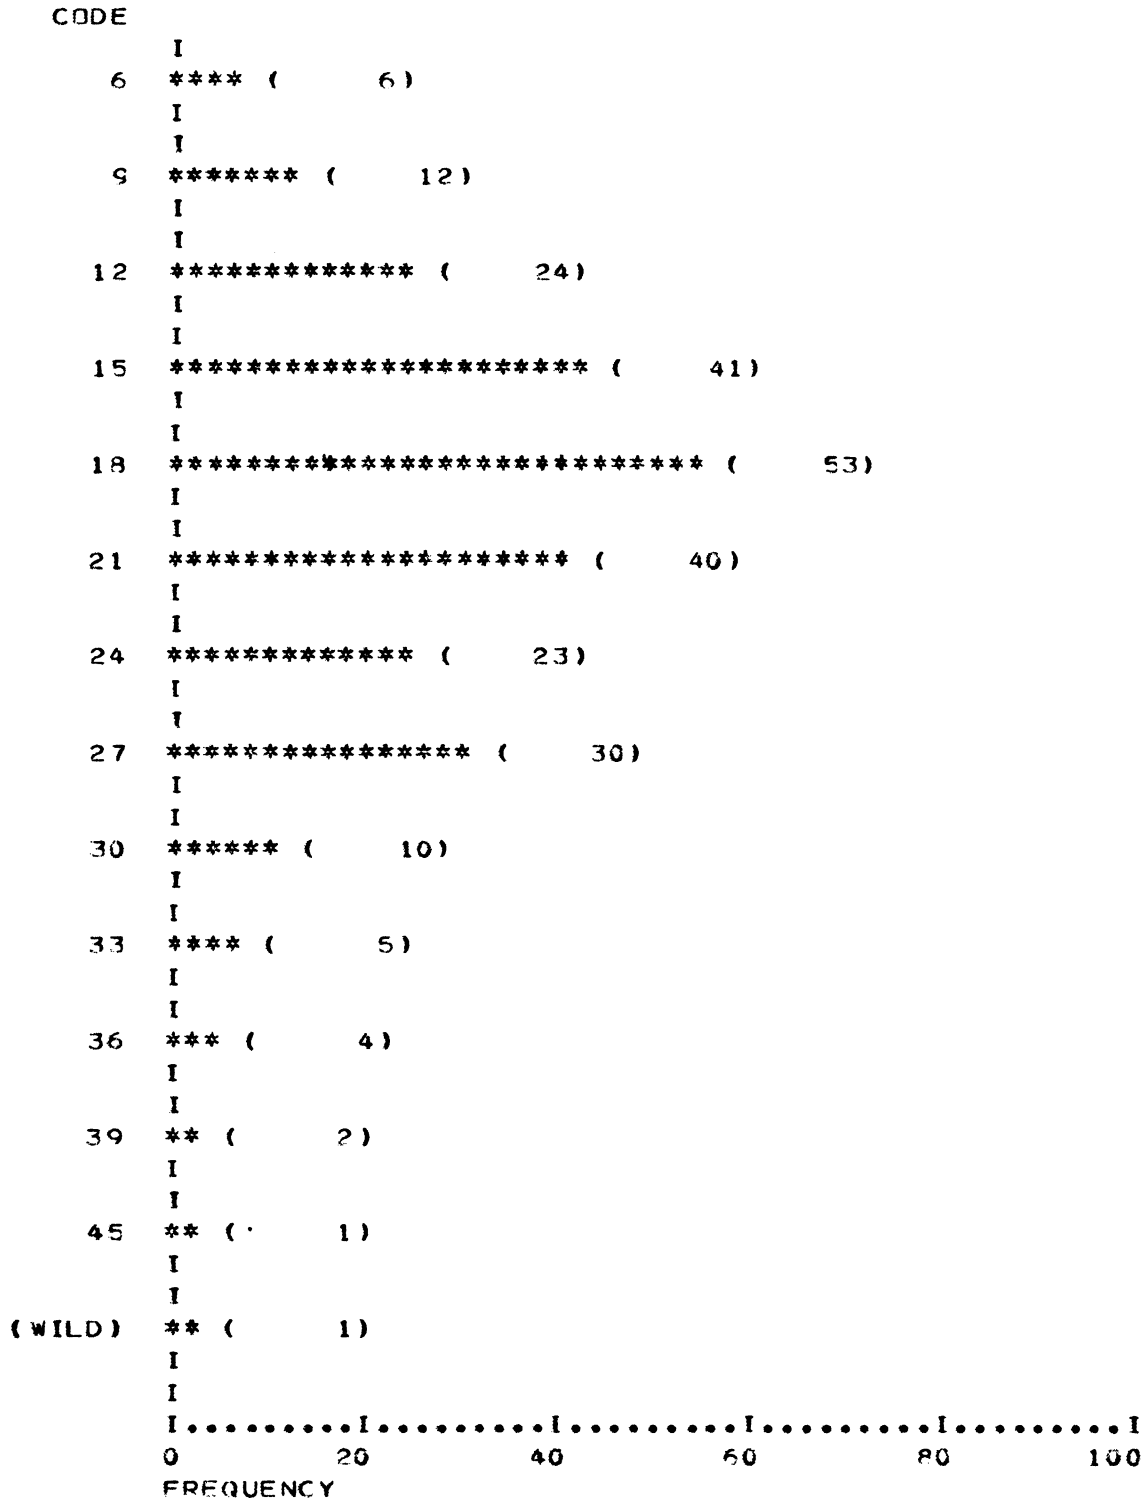 CODE
I
6 **** ( 6)
I
I
9 ******* ( 12)
I
I
12 ************* ( 24)
I
I
15 ********************** ( 41)
I
I
18 **************************** ( 53)
I
I
21 ********************* ( 40)
I
I
24 ************* ( 23)
I
I
27 **************** ( 30)
I
I
30 ****** ( 10)
I
I
33 **** ( 5)
I
I
36 *** ( 4)
I
I
39 ** ( 2)
I
I
45 ** ( 1)
I
I
(WILD) ** ( 1)
I
I
I.........I.........I.........I.........I.........I
0 20 40 60 80 100
FREQUENCY